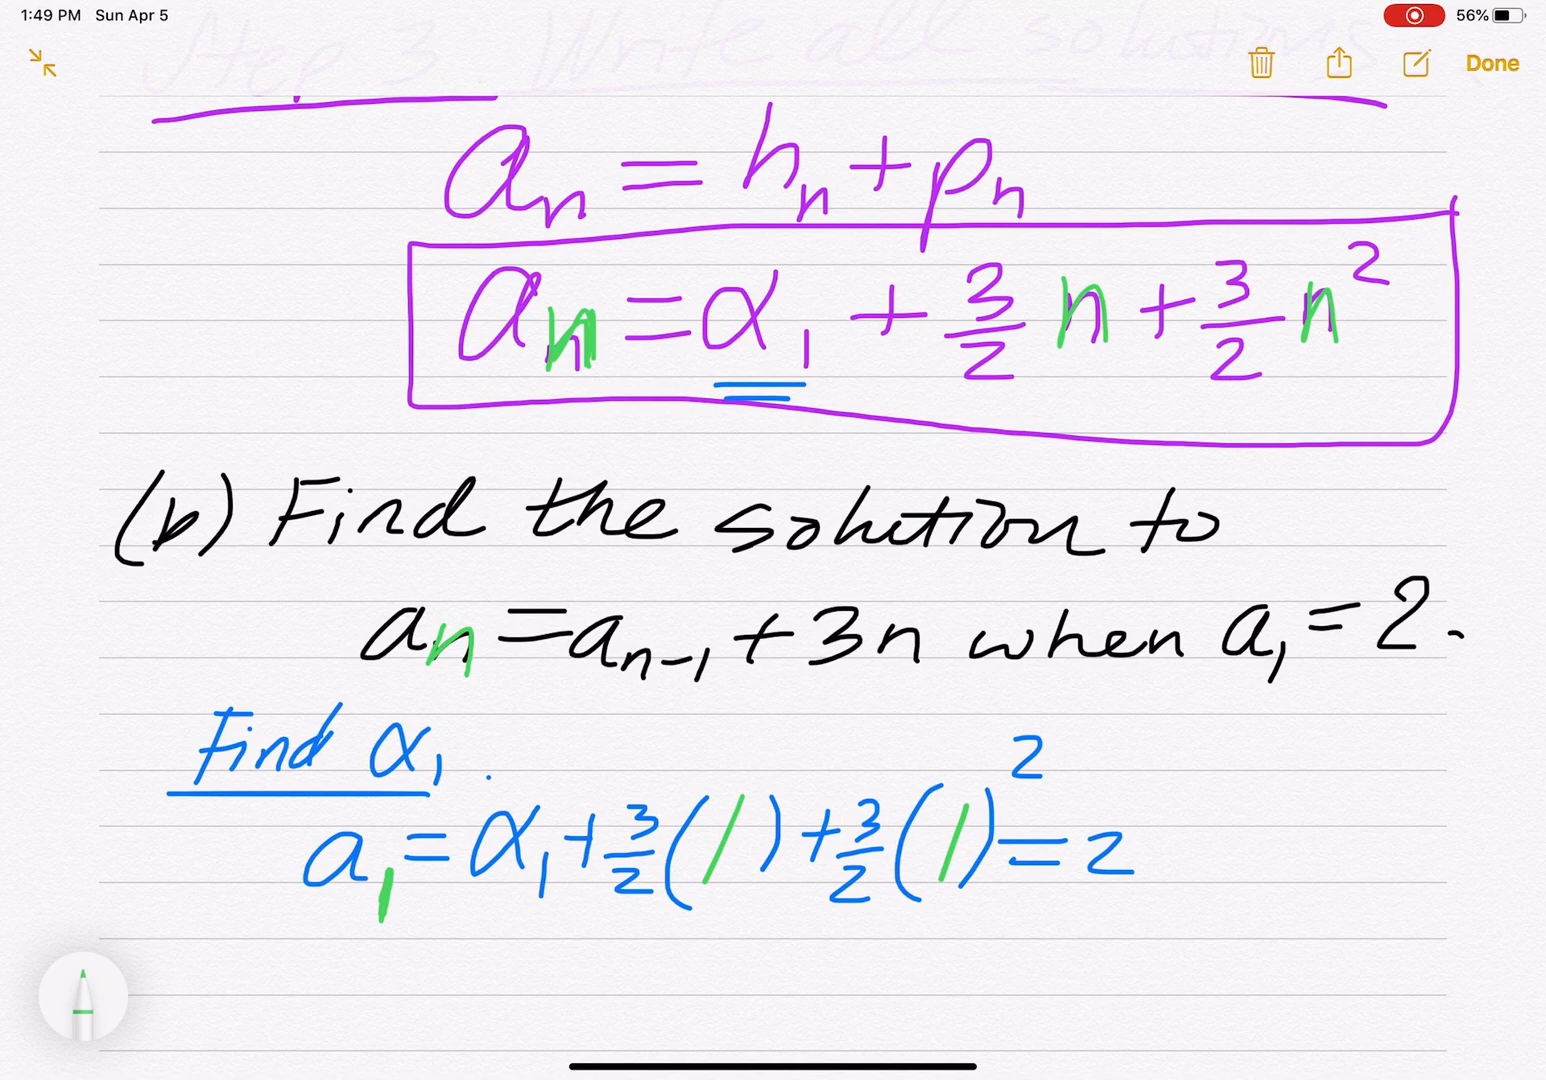 1:49 PM Sun Apr 5 56%
Step 3 Write all solutions
Done
aₙ = hₙ + pₙ
aₙ = α₁ + 3/2 n + 3/2 n²
(b) Find the solution to
aₙ = aₙ₋₁ + 3n when a₁ = 2.
Find α₁.
a₁ = α₁ + 3/2 (1) + 3/2 (1)² = 2